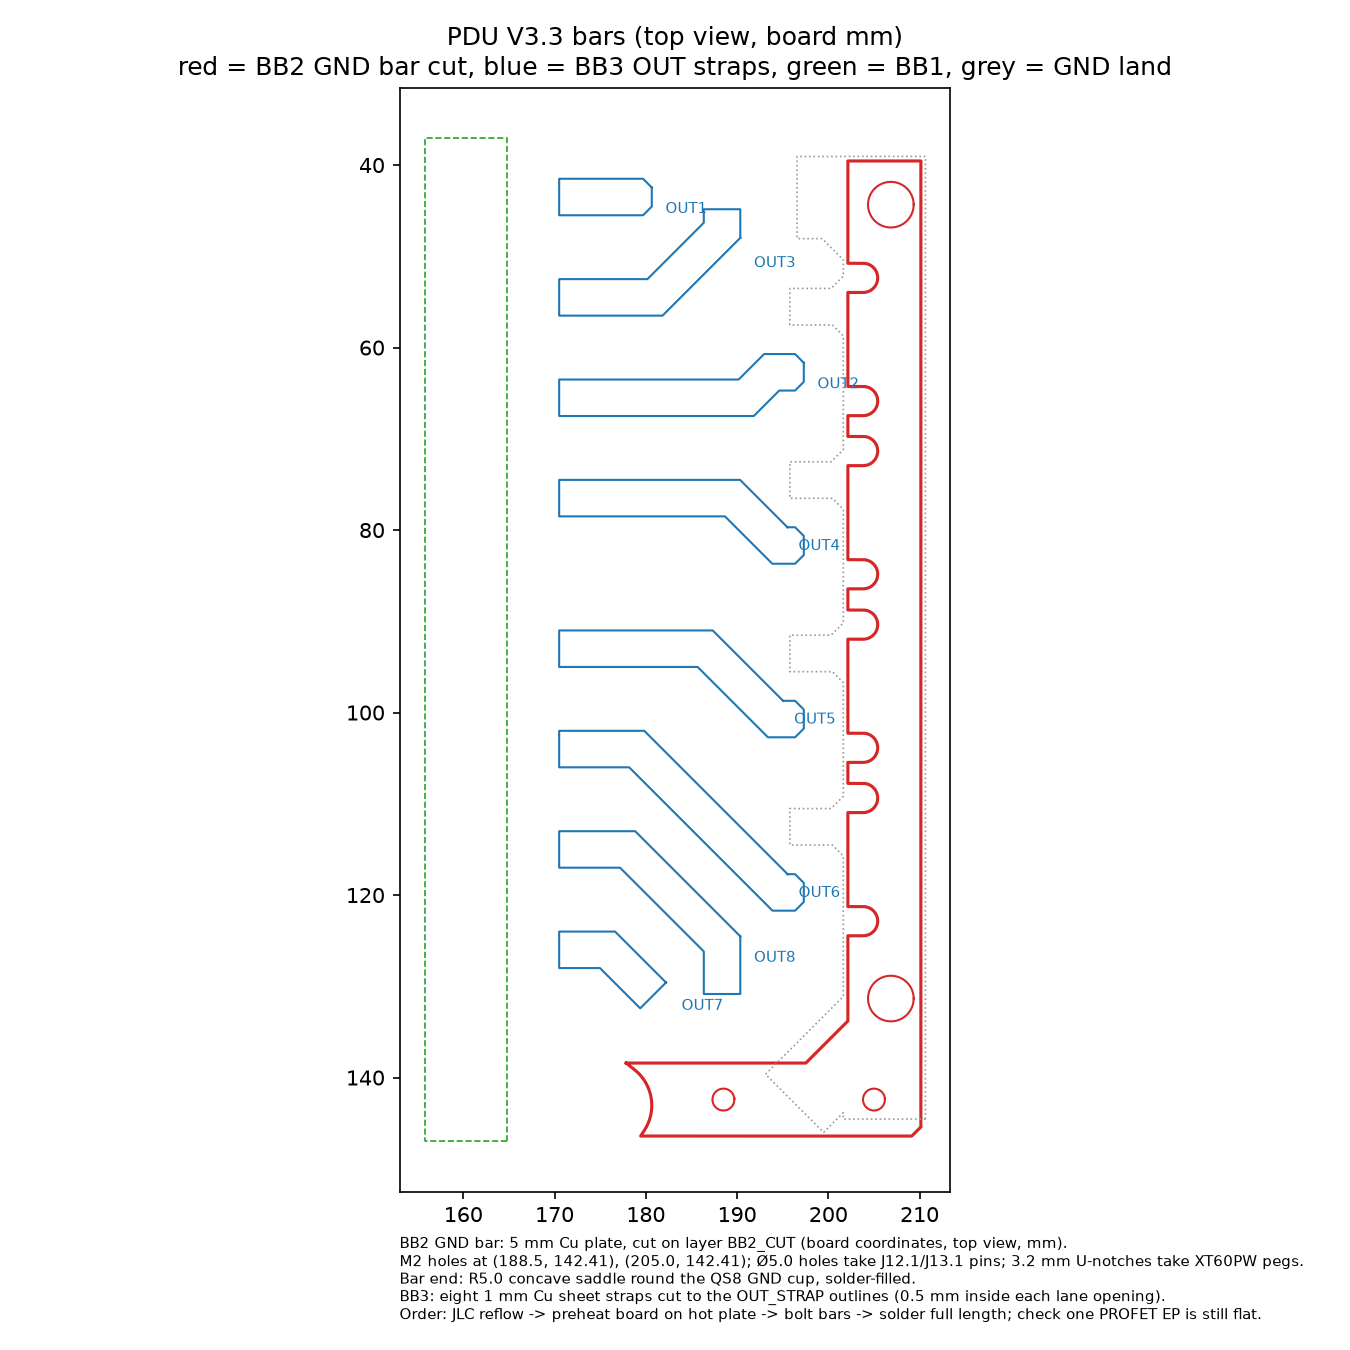 PDU V3.3 bars (top view, board mm)
red = BB2 GND bar cut, blue = BB3 OUT straps, green = BB1, grey = GND land
40
60
80
100
120
140
OUT1
OUT3
OUT2
OUT4
OUT5
OUT6
OUT8
OUT7
160
170
180
190
200
210
BB2 GND bar: 5 mm Cu plate, cut on layer BB2_CUT (board coordinates, top view, mm).
M2 holes at (188.5, 142.41), (205.0, 142.41); Ø5.0 holes take J12.1/J13.1 pins; 3.2 mm U-notches take XT60PW pegs.
Bar end: R5.0 concave saddle round the QS8 GND cup, solder-filled.
BB3: eight 1 mm Cu sheet straps cut to the OUT_STRAP outlines (0.5 mm inside each lane opening).
Order: JLC reflow -> preheat board on hot plate -> bolt bars -> solder full length; check one PROFET EP is still flat.